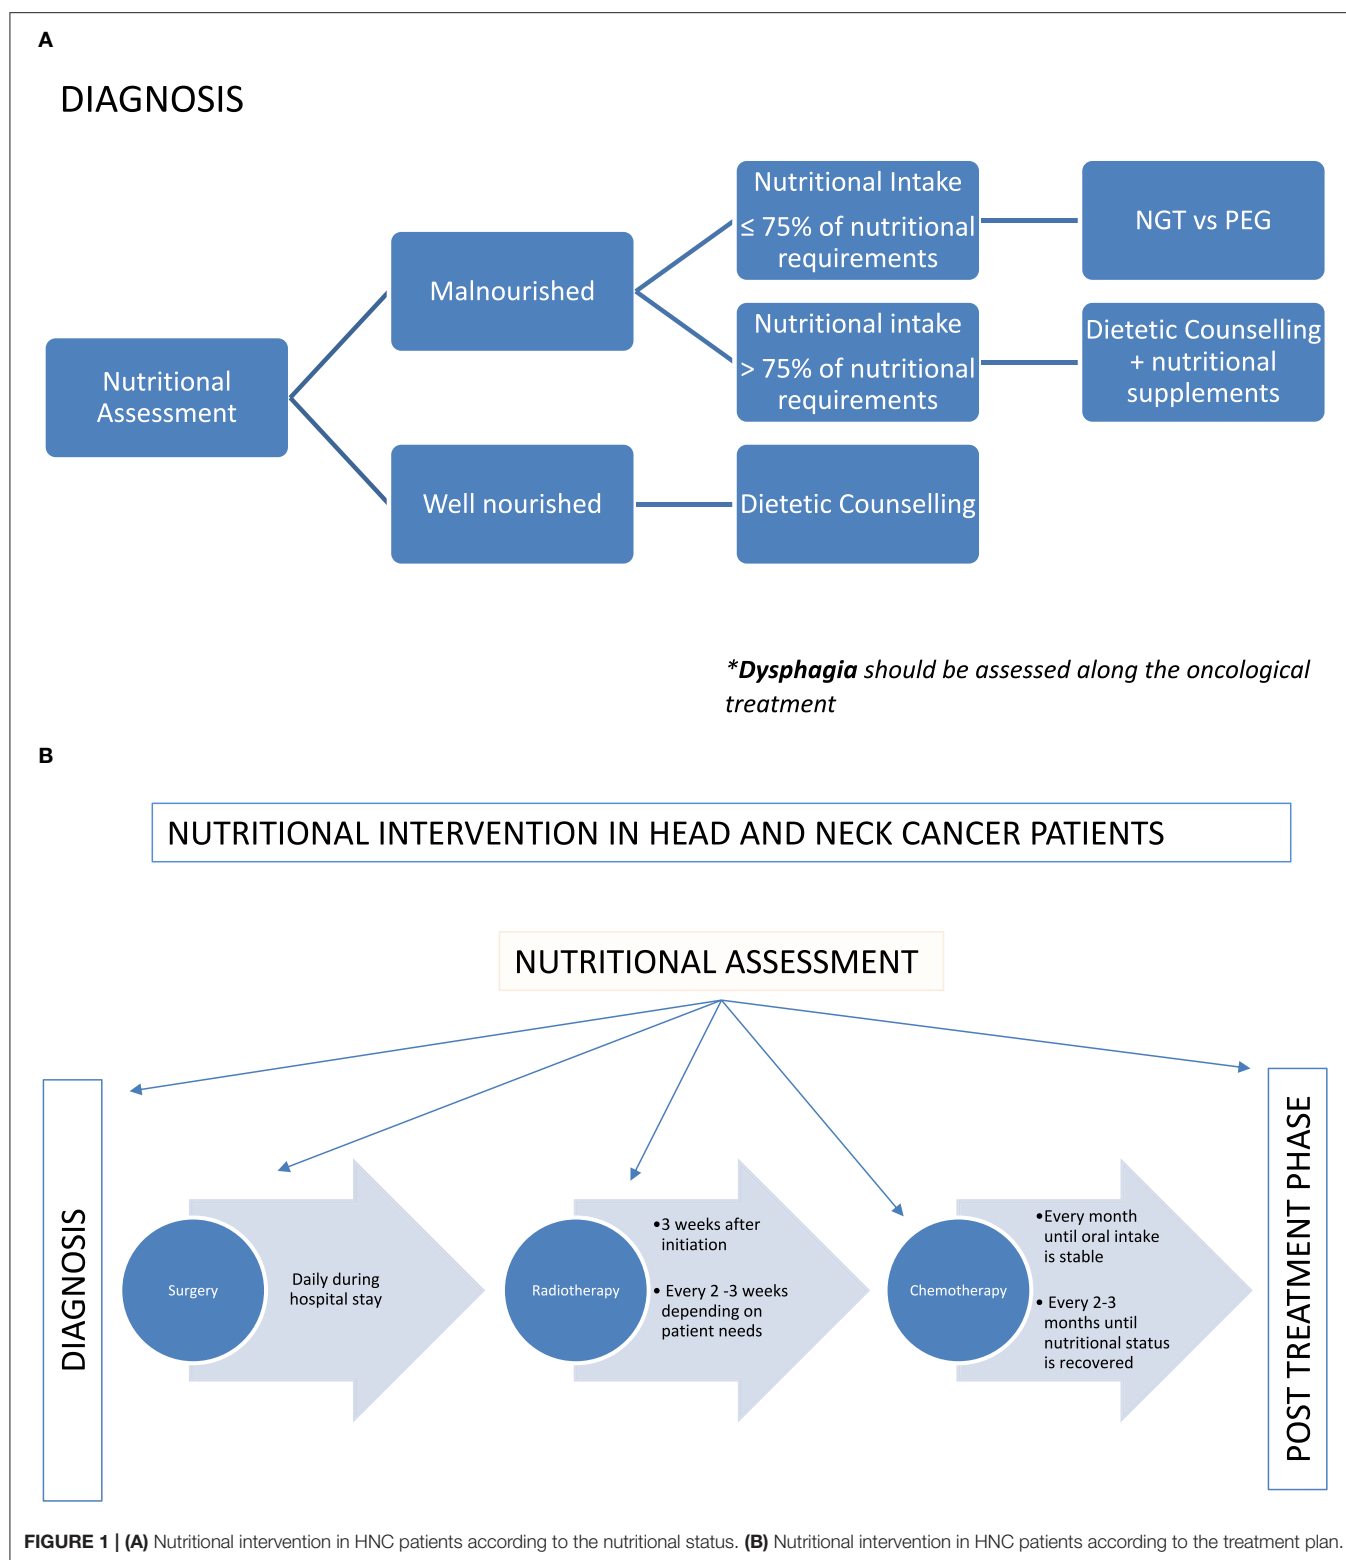 A
DIAGNOSIS
Nutritional
Assessment
Malnourished
Well nourished
Nutritional Intake
≤ 75% of nutritional
requirements
Nutritional intake
> 75% of nutritional
requirements
Dietetic Counselling
NGT vs PEG
Dietetic Counselling
+ nutritional
supplements
*Dysphagia should be assessed along the oncological
treatment
B
NUTRITIONAL INTERVENTION IN HEAD AND NECK CANCER PATIENTS
NUTRITIONAL ASSESSMENT
DIAGNOSIS
Surgery
Daily during
hospital stay
Radiotherapy
•3 weeks after
initiation
• Every 2 -3 weeks
depending on
patient needs
Chemotherapy
•Every month
until oral intake
is stable
• Every 2-3
months until
nutritional status
is recovered
POST TREATMENT PHASE
FIGURE 1 | (A) Nutritional intervention in HNC patients according to the nutritional status. (B) Nutritional intervention in HNC patients according to the treatment plan.